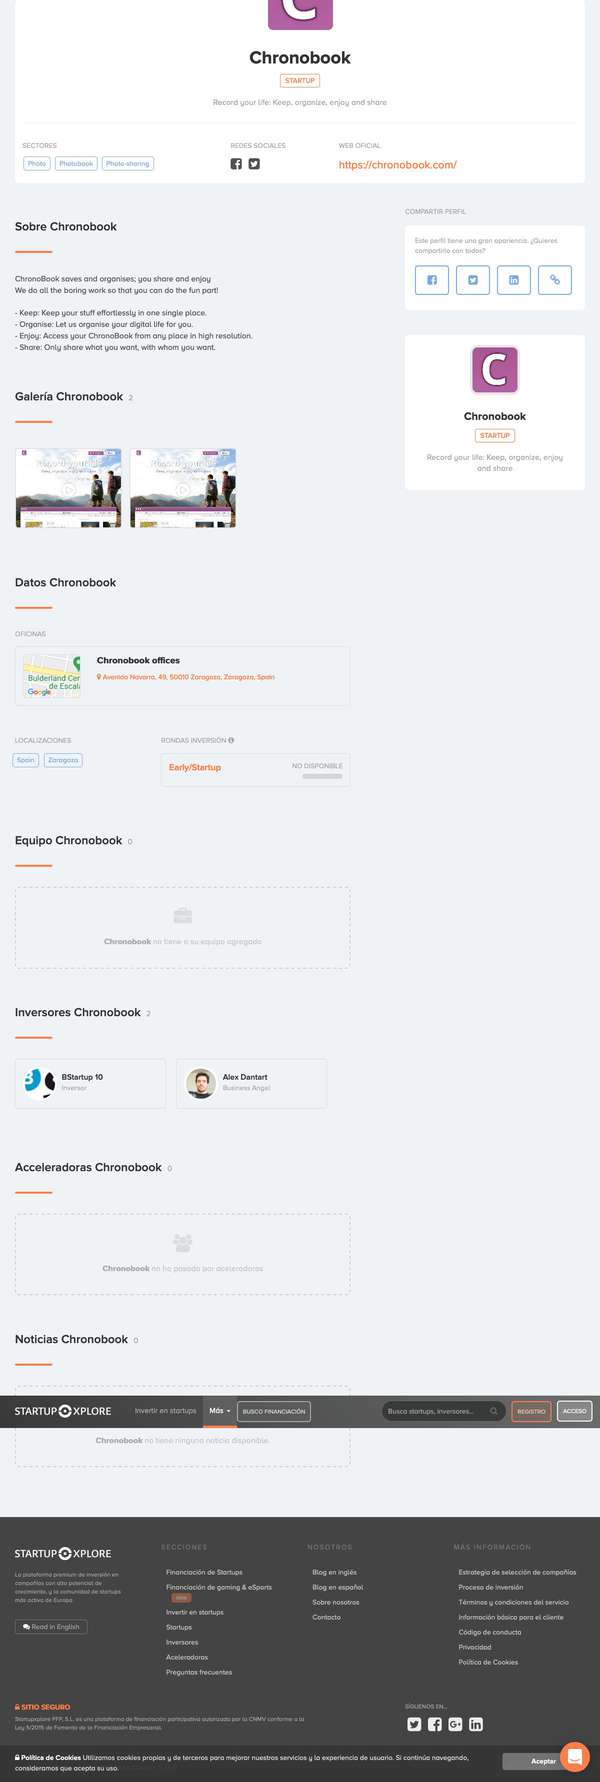 C
Chronobook
STARTUP
Record your life: Keep, organize, enjoy and share
SECTORES
Photo
Photobook
Photo-sharing
REDES SOCIALES
WEB OFICIAL
https://chronobook.com/
Sobre Chronobook
ChronoBook saves and organises; you share and enjoy
We do all the boring work so that you can do the fun part!
- Keep: Keep your stuff effortlessly in one single place.
- Organise: Let us organise your digital life for you.
- Enjoy: Access your ChronoBook from any place in high resolution.
- Share: Only share what you want, with whom you want.
COMPARTIR PERFIL
Este perfil tiene una gran apariencia. ¿Quieres
compartirlo con todos?
C
Chronobook
STARTUP
Record your life: Keep, organize, enjoy
and share
Galería Chronobook 2
Datos Chronobook
OFICINAS
Bulderland Cer
de Escala
Google
Chronobook offices
Avenida Navarra, 49, 50010 Zaragoza, Zaragoza, Spain
LOCALIZACIONES
Spain
Zaragoza
RONDAS INVERSIÓN
Early/Startup
NO DISPONIBLE
Equipo Chronobook 0
Chronobook no tiene a su equipo agregado
Inversores Chronobook 2
BStartup 10
Inversor
Alex Dantart
Business Angel
Acceleradoras Chronobook 0
Chronobook no ha pasado por aceleradoras
Noticias Chronobook 0
STARTUP XPLORE
Invertir en startups
Más
BUSCO FINANCIACIÓN
Busca startups, inversores...
REGISTRO
ACCESO
Chronobook no tiene ninguna noticia disponible.
STARTUP XPLORE
La plataforma premium de inversión en
compañías con alto potencial de
crecimiento, y la comunidad de startups
más activa de Europa.
Read in English
SECCIONES
Financiación de Startups
Financiación de gaming & eSports
NEW
Invertir en startups
Startups
Inversores
Aceleradoras
Preguntas frecuentes
NOSOTROS
Blog en inglés
Blog en español
Sobre nosotros
Contacto
MÁS INFORMACIÓN
Estrategia de selección de compañías
Proceso de inversión
Términos y condiciones del servicio
Información básica para el cliente
Código de conducta
Privacidad
Política de Cookies
SITIO SEGURO
Startupxplore PFP, S.L. es una plataforma de financiación participativa autorizada por la CNMV conforme a la
Ley 5/2015 de Fomento de la Financiación Empresarial.
SÍGUENOS EN...
Política de Cookies Utilizamos cookies propias y de terceros para mejorar nuestros servicios y la experiencia de usuario. Si continúa navegando,
consideramos que acepta su uso.
Aceptar